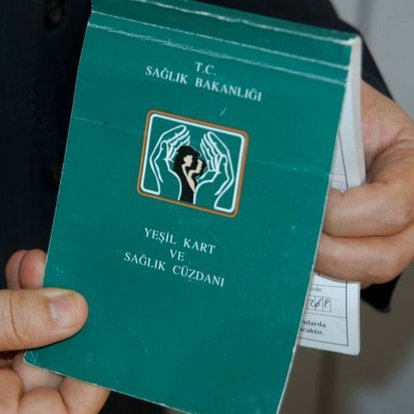 T.C.
SAĞLIK BAKANLIĞI
YEŞİL KART
VE
SAĞLIK CÜZDANI